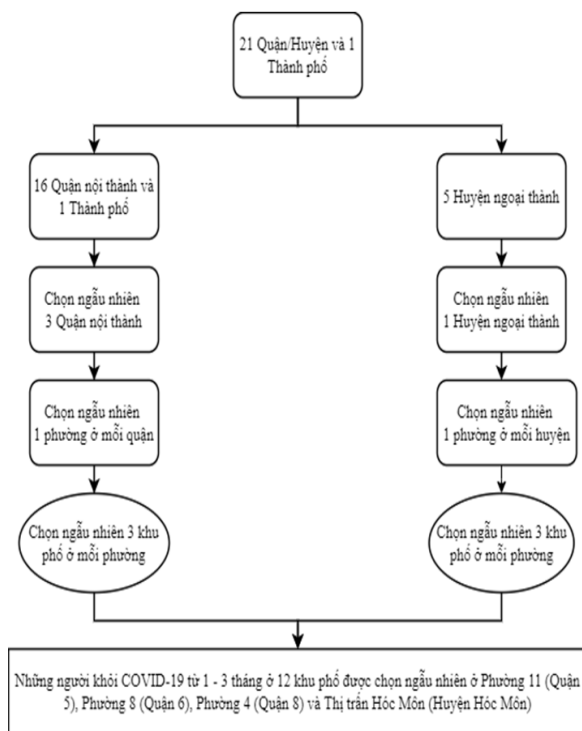 21 Quận/Huyện và 1
Thành phố
16 Quận nội thành và
1 Thành phố
5 Huyện ngoại thành
Chọn ngẫu nhiên
3 Quận nội thành
Chọn ngẫu nhiên
1 Huyện ngoại thành
Chọn ngẫu nhiên
1 phường ở mỗi quận
Chọn ngẫu nhiên
1 phường ở mỗi huyện
Chọn ngẫu nhiên 3 khu
phố ở mỗi phường
Chọn ngẫu nhiên 3 khu
phố ở mỗi phường
Những người khỏi COVID-19 từ 1 - 3 tháng ở 12 khu phố được chọn ngẫu nhiên ở Phường 11 (Quận
5), Phường 8 (Quận 6), Phường 4 (Quận 8) và Thị trấn Hóc Môn (Huyện Hóc Môn)